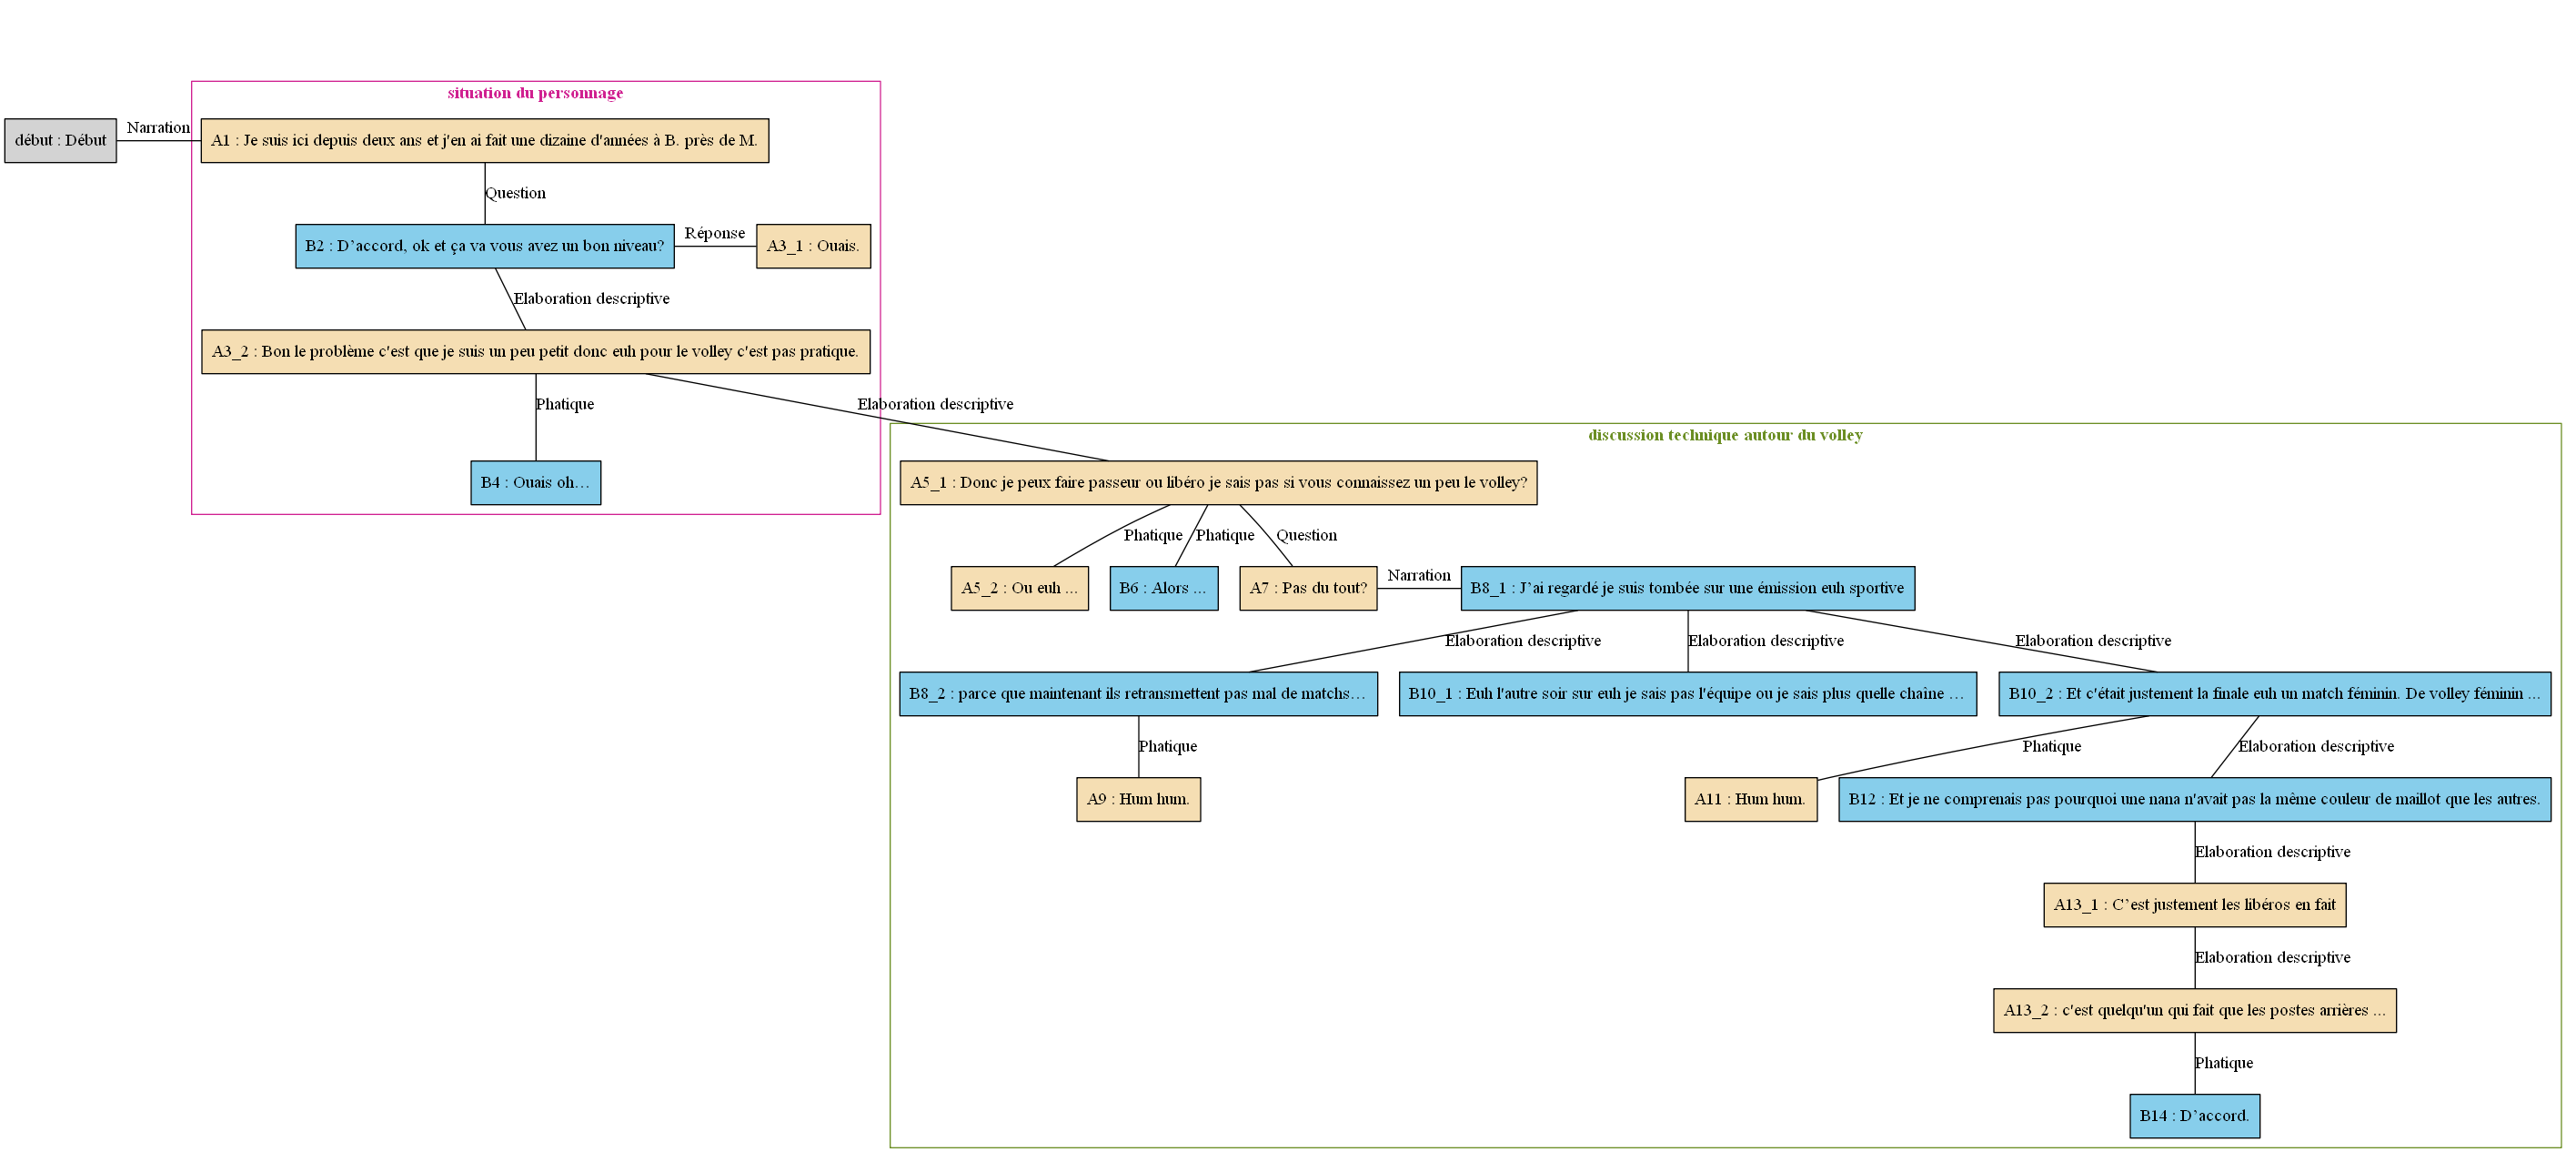 situation du personnage
début : Début
Narration
A1 : Je suis ici depuis deux ans et j'en ai fait une dizaine d'années à B. près de M.
Question
B2 : D’accord, ok et ça va vous avez un bon niveau?
Réponse
A3_1 : Ouais.
Elaboration descriptive
A3_2 : Bon le problème c'est que je suis un peu petit donc euh pour le volley c'est pas pratique.
Phatique
Elaboration descriptive
B4 : Ouais oh…
discussion technique autour du volley
A5_1 : Donc je peux faire passeur ou libéro je sais pas si vous connaissez un peu le volley?
Phatique
Phatique
Question
A5_2 : Ou euh ...
B6 : Alors ...
A7 : Pas du tout?
Narration
B8_1 : J’ai regardé je suis tombée sur une émission euh sportive
Elaboration descriptive
Elaboration descriptive
Elaboration descriptive
B8_2 : parce que maintenant ils retransmettent pas mal de matchs…
B10_1 : Euh l'autre soir sur euh je sais pas l'équipe ou je sais plus quelle chaîne …
B10_2 : Et c'était justement la finale euh un match féminin. De volley féminin ...
Phatique
Phatique
Elaboration descriptive
A9 : Hum hum.
A11 : Hum hum.
B12 : Et je ne comprenais pas pourquoi une nana n'avait pas la même couleur de maillot que les autres.
Elaboration descriptive
A13_1 : C’est justement les libéros en fait
Elaboration descriptive
A13_2 : c'est quelqu'un qui fait que les postes arrières ...
Phatique
B14 : D’accord.